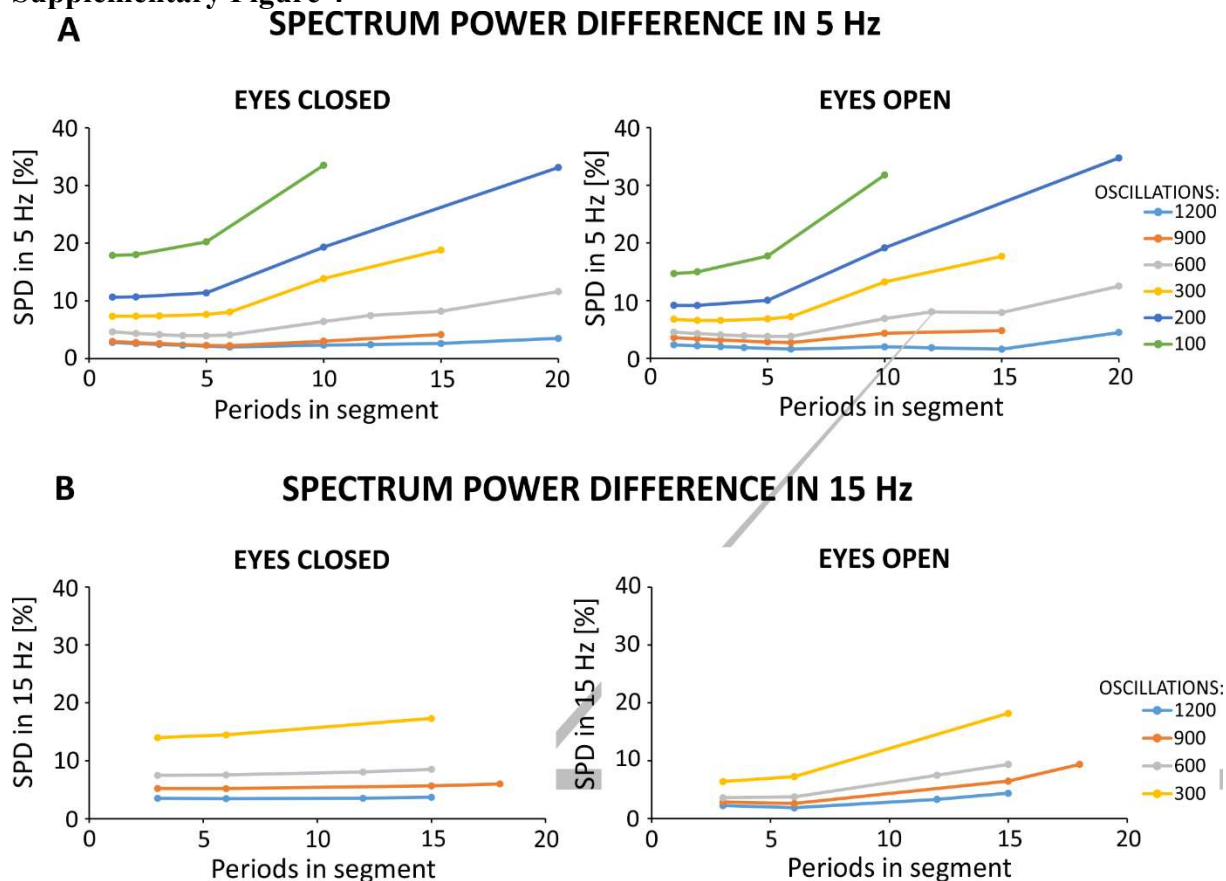 Supplementary Figure
A
SPECTRUM POWER DIFFERENCE IN 5 Hz
EYES CLOSED
SPD in 5 Hz [%]
40
30
20
10
0
0 5 10 15 20
Periods in segment
EYES OPEN
SPD in 5 Hz [%]
40
30
20
10
0
0 5 10 15 20
Periods in segment
OSCILLATIONS:
1200
900
600
300
200
100
B
SPECTRUM POWER DIFFERENCE IN 15 Hz
EYES CLOSED
SPD in 15 Hz [%]
40
30
20
10
0
0 5 10 15 20
Periods in segment
EYES OPEN
SPD in 15 Hz [%]
40
30
20
10
0
0 5 10 15 20
Periods in segment
OSCILLATIONS:
1200
900
600
300